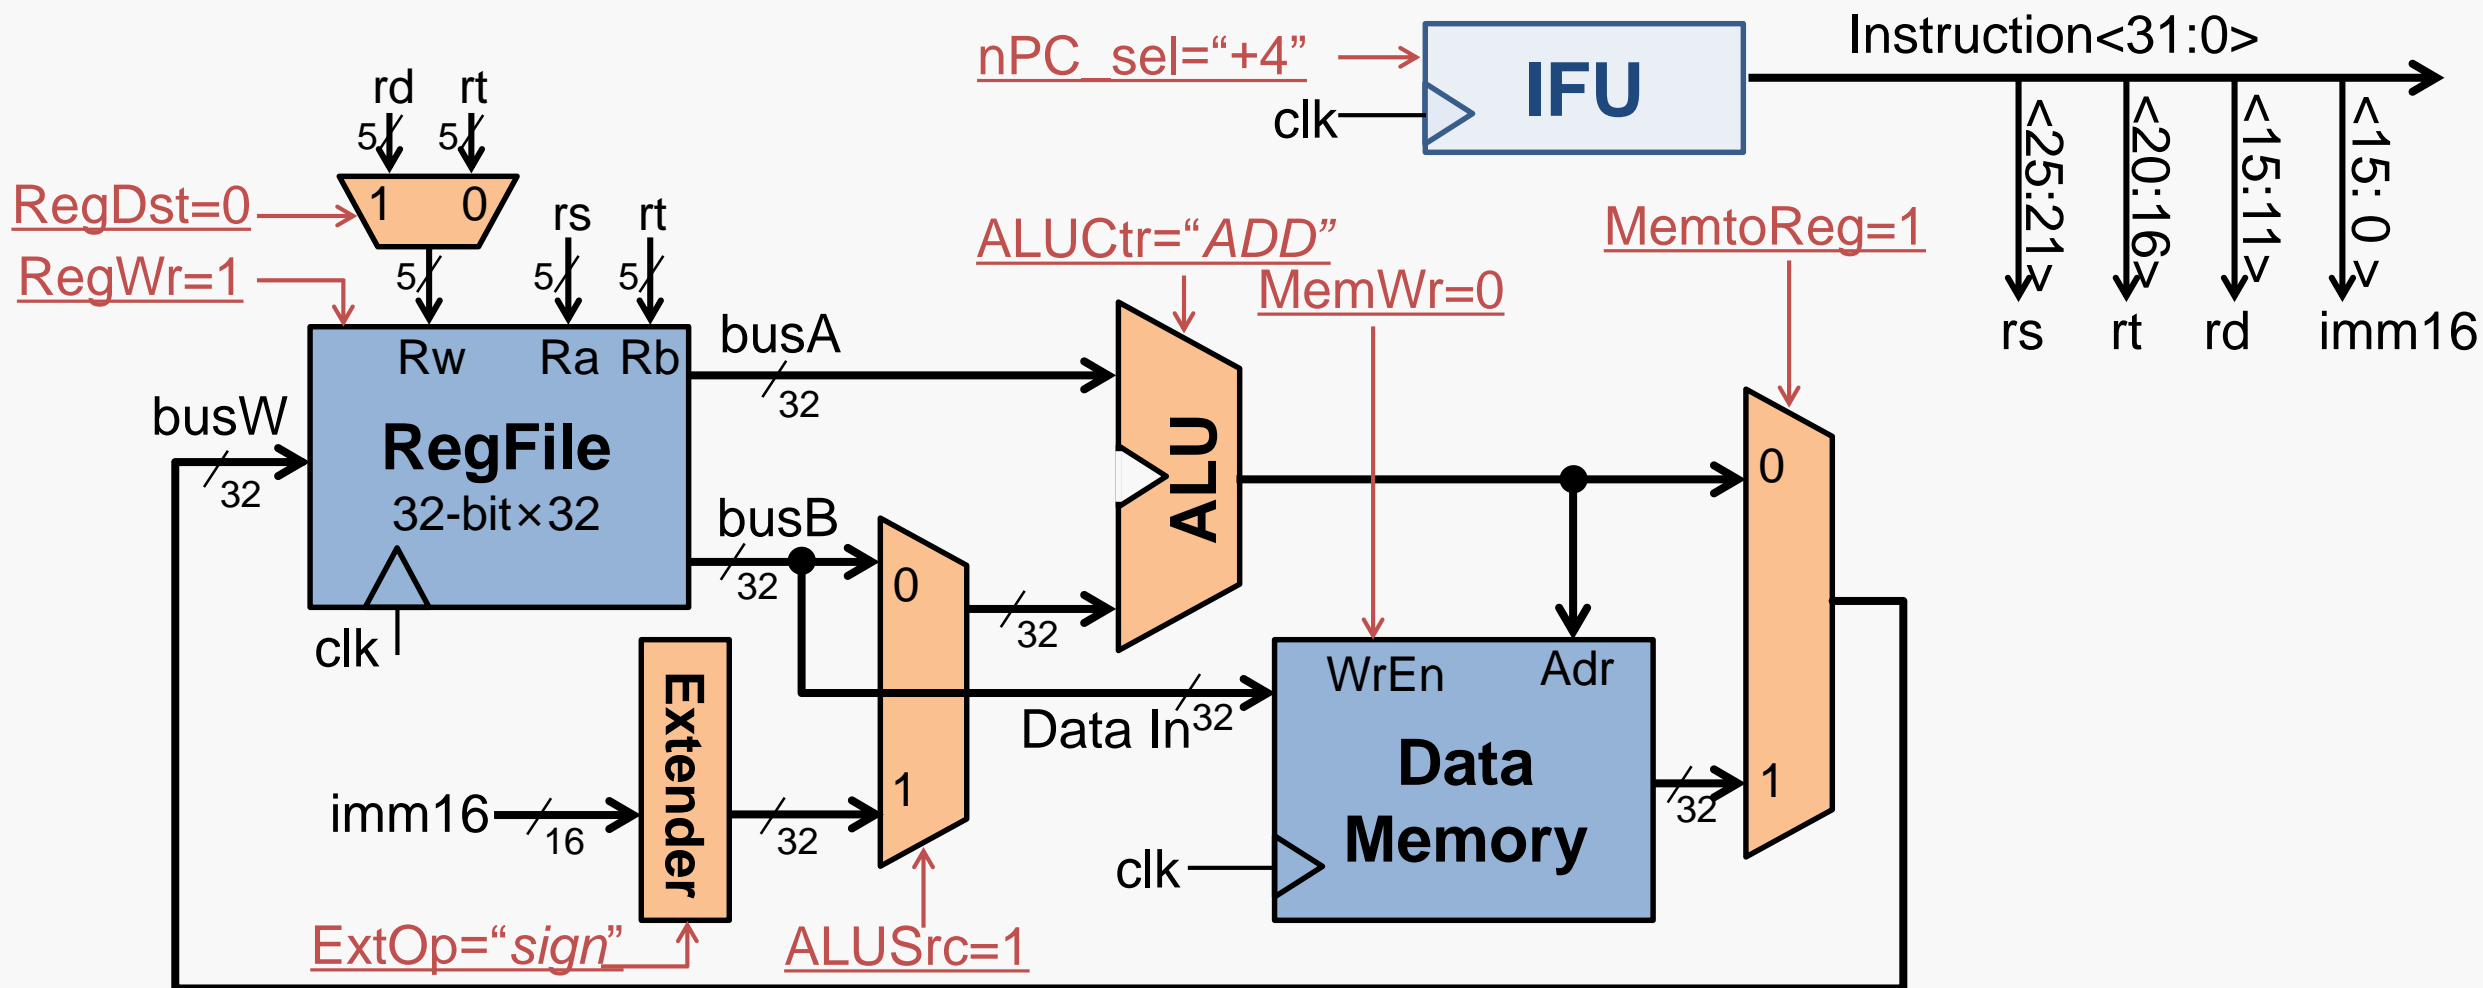 nPC_sel=“+4”
IFU
clk
Instruction<31:0>
<25:21>
<20:16>
<15:11>
<15: 0 >
rs
rt
rd
imm16
rd
rt
5
5
1
0
RegDst=0
RegWr=1
rs
rt
5
5
5
ALUCtr=“ADD”
MemWr=0
MemtoReg=1
Rw
Ra
Rb
busA
32
busW
32
RegFile
32-bit×32
clk
busB
32
0
1
32
ALU
0
1
WrEn
Adr
Data In
32
Data
Memory
32
clk
imm16
16
Extender
32
ExtOp=“sign”
ALUSrc=1